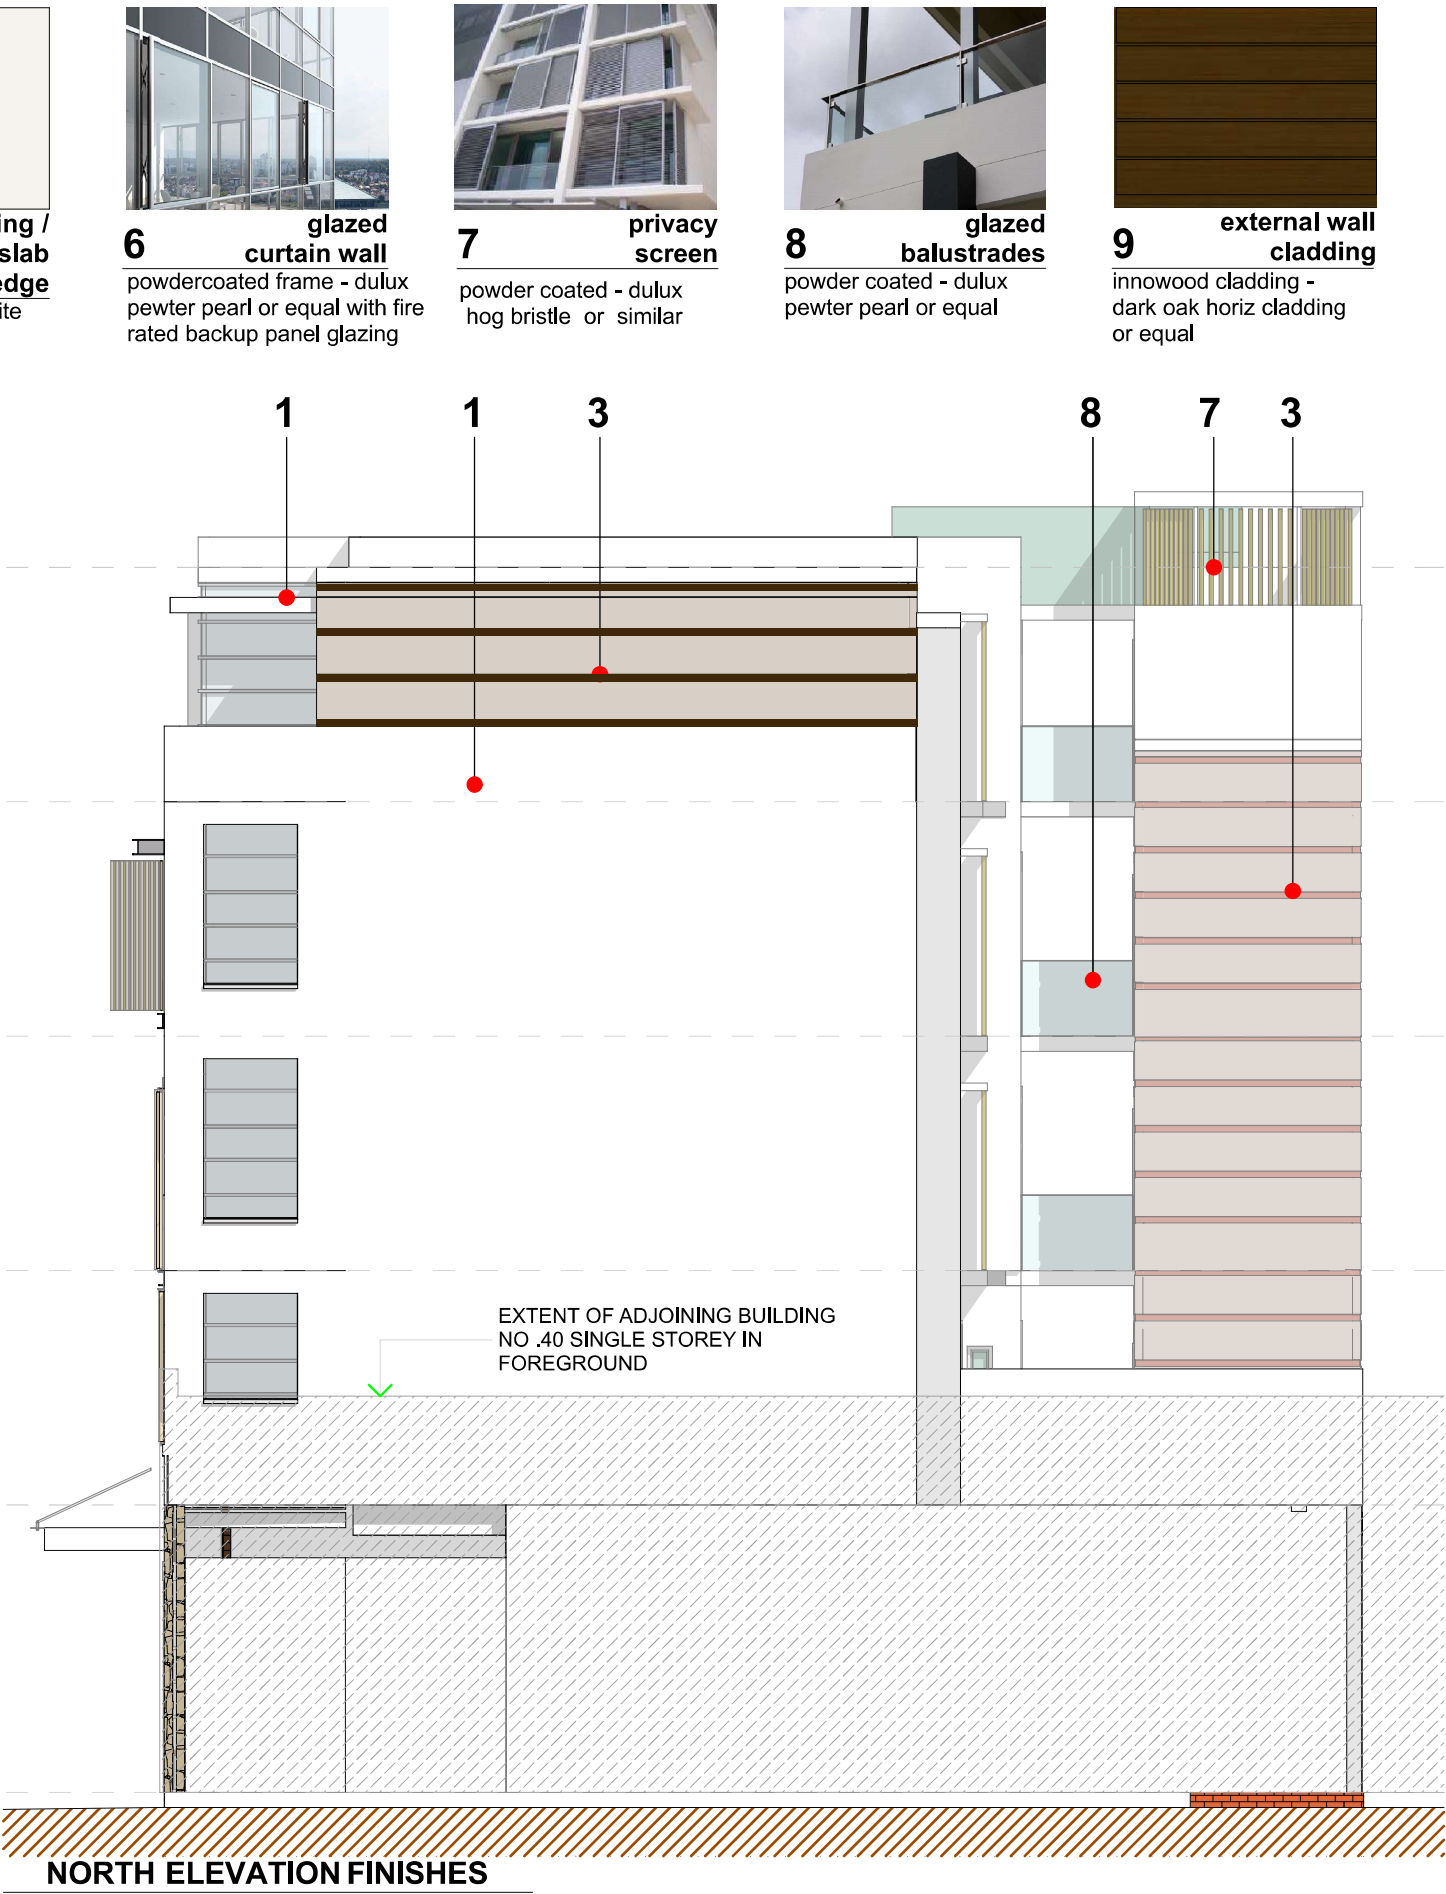 ing /
slab
edge
ite
6
glazed
curtain wall
powdercoated frame - dulux
pewter pearl or equal with fire
rated backup panel glazing
7
privacy
screen
powder coated - dulux
hog bristle or similar
8
glazed
balustrades
powder coated - dulux
pewter pearl or equal
9
external wall
cladding
innowood cladding -
dark oak horiz cladding
or equal
1 1 3 8 7 3
EXTENT OF ADJOINING BUILDING
NO .40 SINGLE STOREY IN
FOREGROUND
NORTH ELEVATION FINISHES